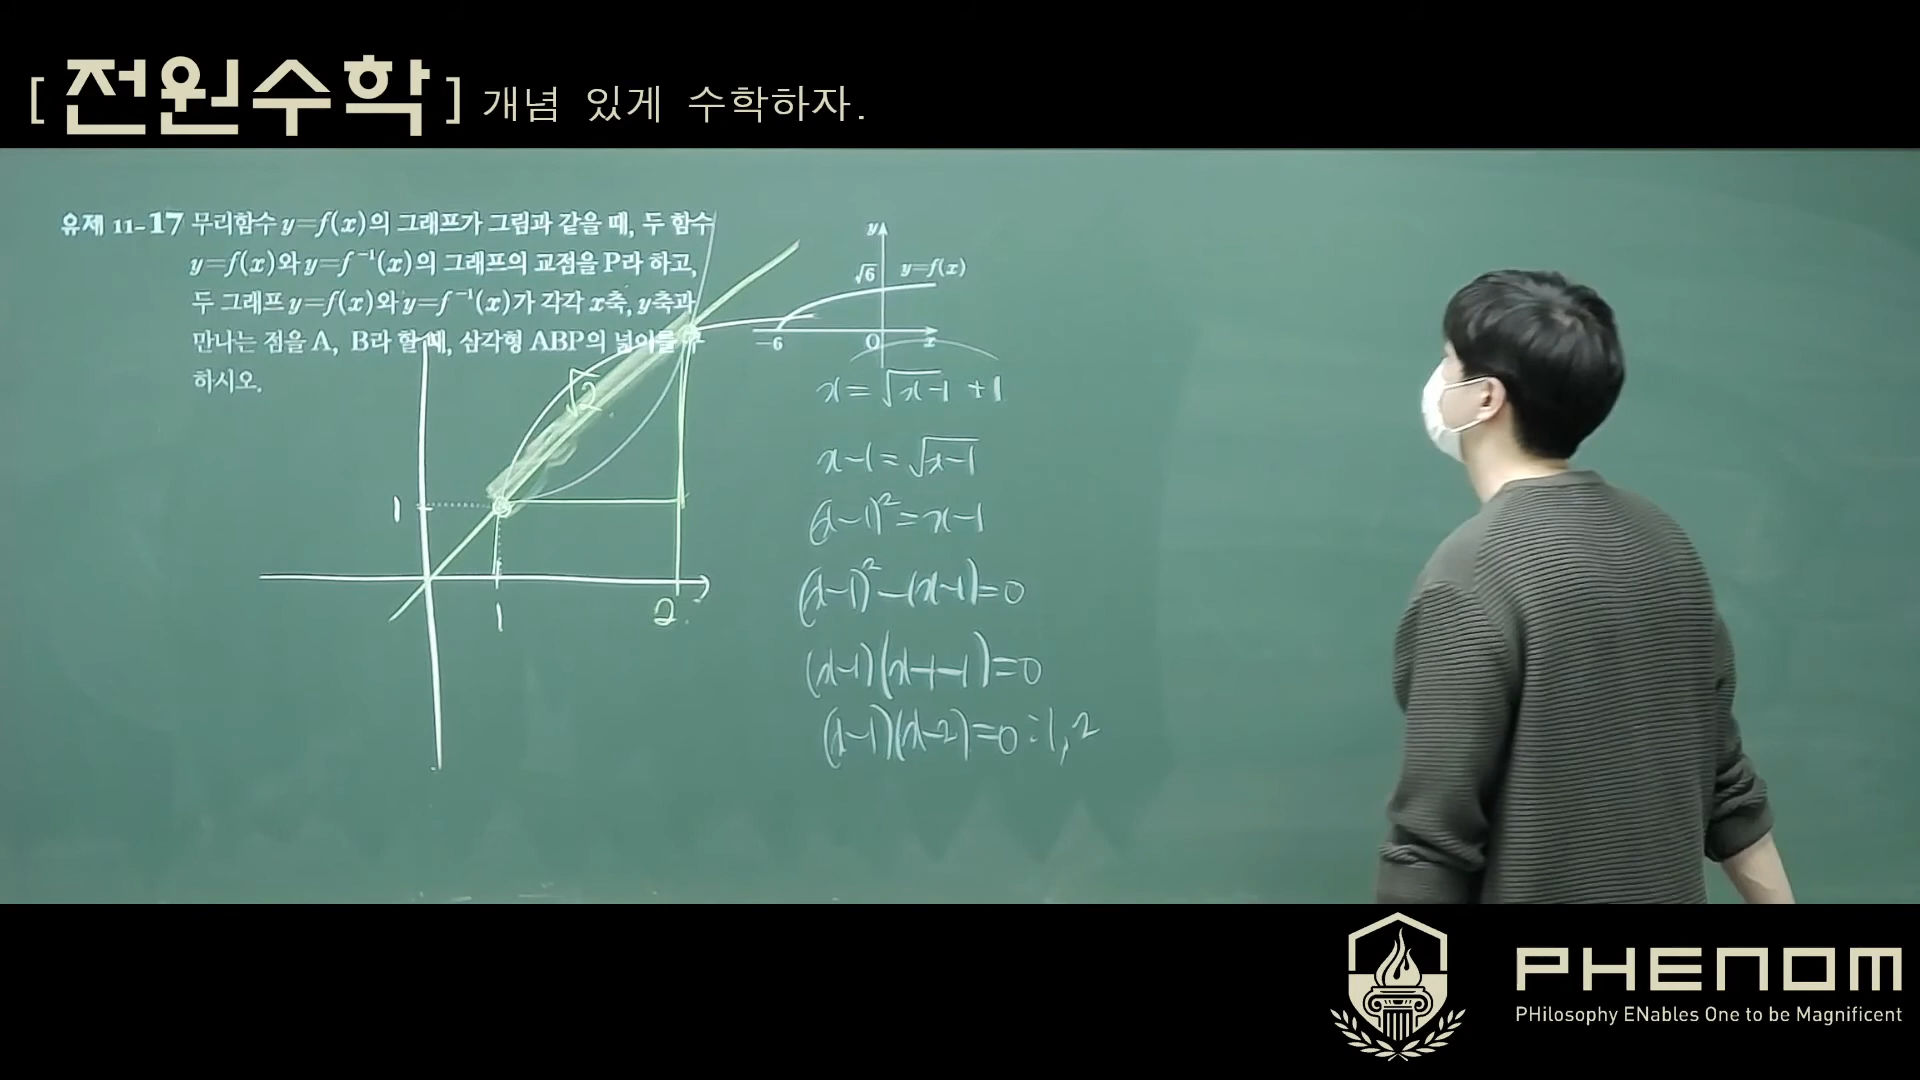 [ 전원수학 ] 개념 있게 수학하자.
유제 11-17 무리함수 y=f(x)의 그래프가 그림과 같을 때, 두 함수
y=f(x)와 y=f⁻¹(x)의 그래프의 교점을 P라 하고,
두 그래프 y=f(x)와 y=f⁻¹(x)가 각각 x축, y축과
만나는 점을 A, B라 할 때, 삼각형 ABP의 넓이를
하시오.
y
√6 y=f(x)
-6 O x
√2
1
1 2
x=√x-1 +1
x-1=√x-1
(x-1)²=x-1
(x-1)²-(x-1)=0
(x-1)(x-1-1)=0
(x-1)(x-2)=0 : 1, 2
PHENOM
PHilosophy ENables One to be Magnificent